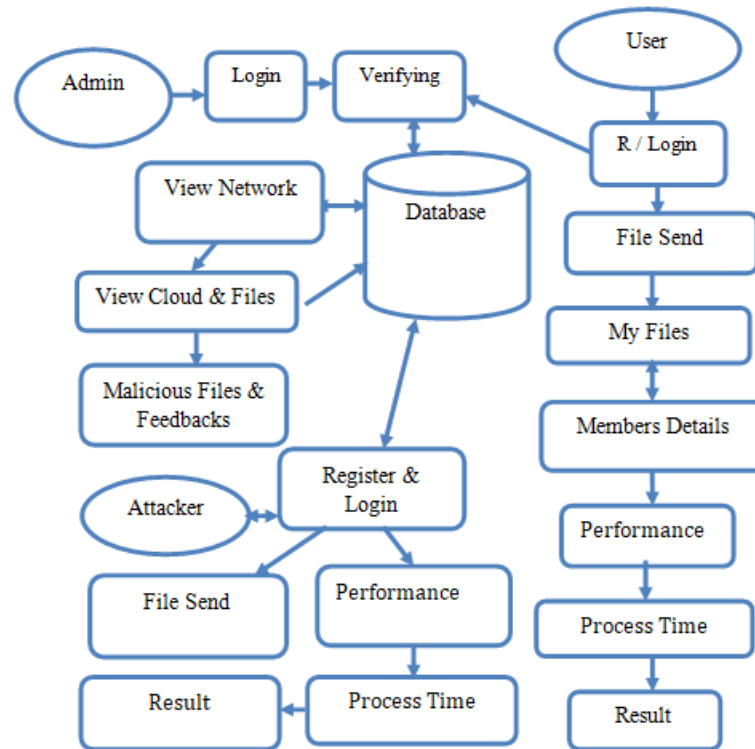 User
Admin
Login
Verifying
R / Login
View Network
Database
File Send
View Cloud & Files
My Files
Malicious Files &
Feedbacks
Members Details
Register &
Login
Attacker
Performance
File Send
Performance
Process Time
Result
Process Time
Result